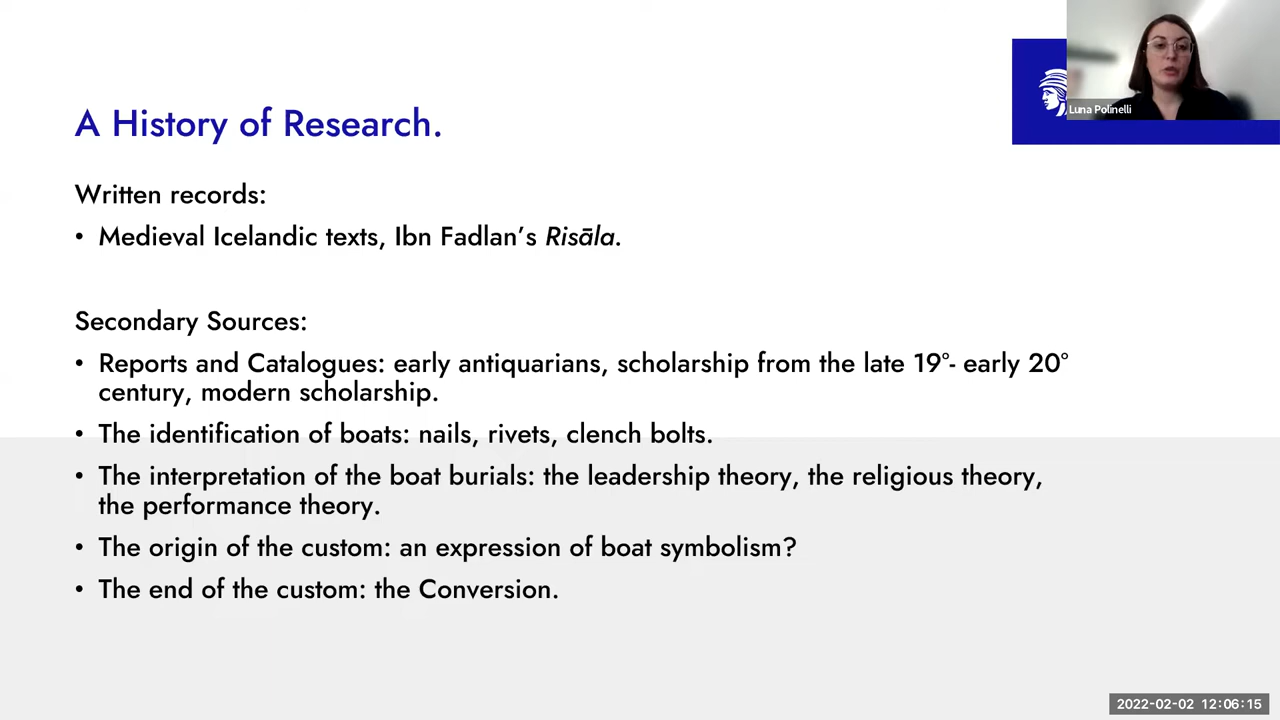 Luna Polinelli
A History of Research.
Written records:
• Medieval Icelandic texts, Ibn Fadlan’s Risāla.
Secondary Sources:
• Reports and Catalogues: early antiquarians, scholarship from the late 19°- early 20°
century, modern scholarship.
• The identification of boats: nails, rivets, clench bolts.
• The interpretation of the boat burials: the leadership theory, the religious theory,
the performance theory.
• The origin of the custom: an expression of boat symbolism?
• The end of the custom: the Conversion.
2022-02-02 12:06:15